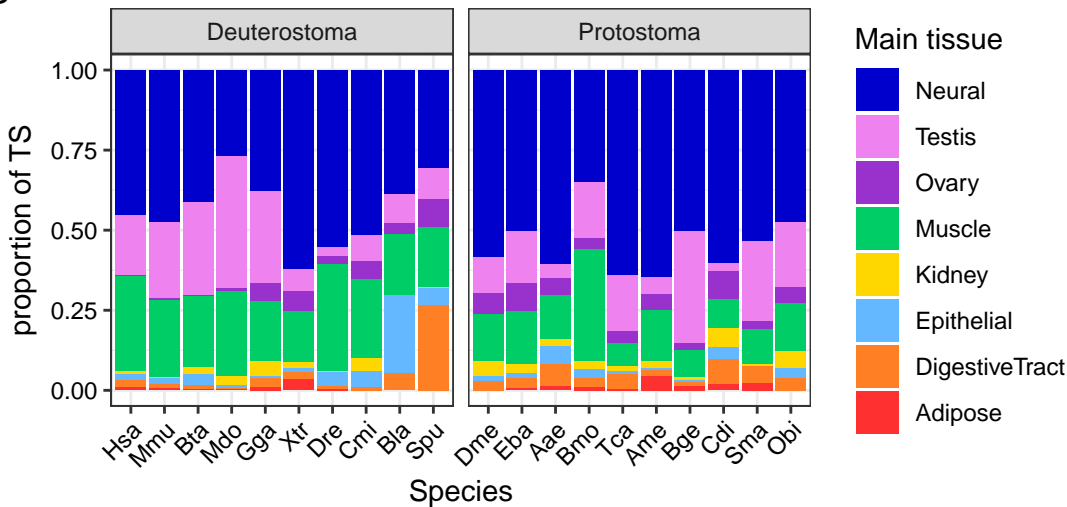 Deuterostoma
Protostoma
proportion of TS
1.00
0.75
0.50
0.25
0.00
Hsa Mmu Bta Mdo Gga Xtr Dre Cmi Bla Spu
Dme Eba Aae Bmo Tca Ame Bge Cdi Sma Obi
Species
Main tissue
Neural
Testis
Ovary
Muscle
Kidney
Epithelial
DigestiveTract
Adipose